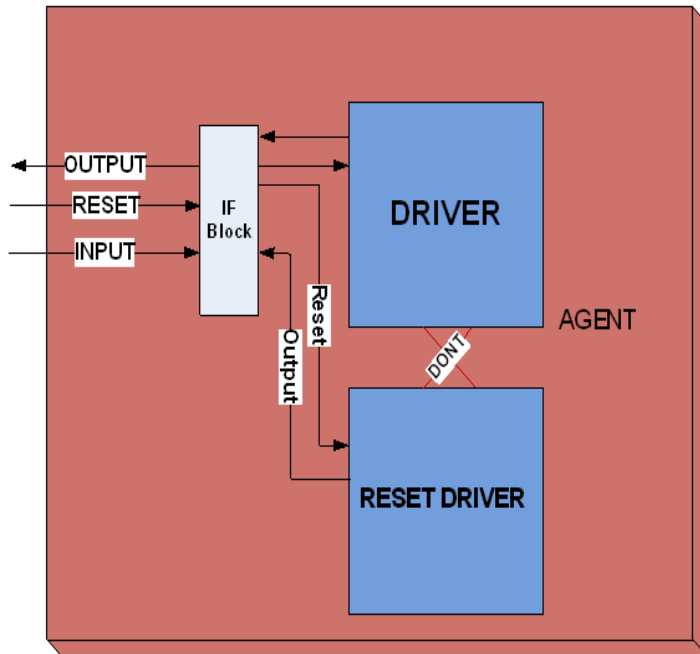 OUTPUT
RESET
INPUT
IF
Block
DRIVER
Reset
Output
AGENT
DONT
RESET DRIVER